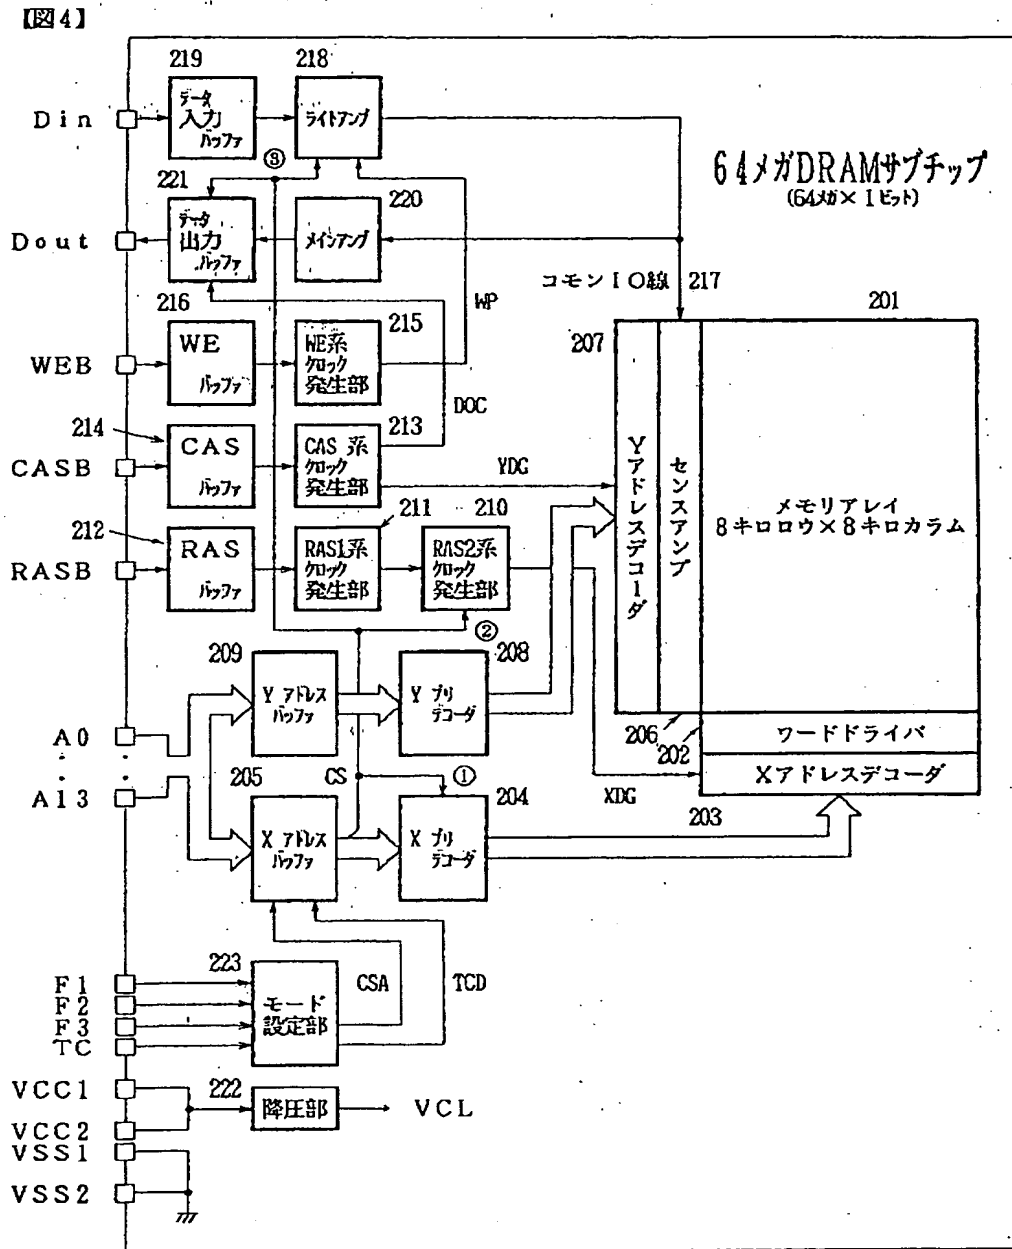 【図4】
219
218
Din
データ
入力
バッファ
ライトアンプ
③
64メガDRAMサブチップ
(64メガ×1ビット)
221
220
Dout
データ
出力
バッファ
メインアンプ
コモンIO線 217
216
WP
215
201
207
WEB
WE
バッファ
WE系
クロック
発生部
DOC
214
213
CASB
CAS
バッファ
CAS系
クロック
発生部
YDG
Yアドレスデコーダ
センスアンプ
メモリアレイ
8キロロウ×8キロカラム
212
211
210
RASB
RAS
バッファ
RAS1系
クロック
発生部
RAS2系
クロック
発生部
②
209
208
Y アドレス
バッファ
Y プリ
デコーダ
206
202
ワードドライバ
A0
・
・
A13
205
CS
①
204
XDG
Xアドレスデコーダ
203
X アドレス
バッファ
X プリ
デコーダ
CSA
TCD
223
F1
F2
F3
TC
モード
設定部
VCC1
222
降圧部
VCL
VCC2
VSS1
VSS2